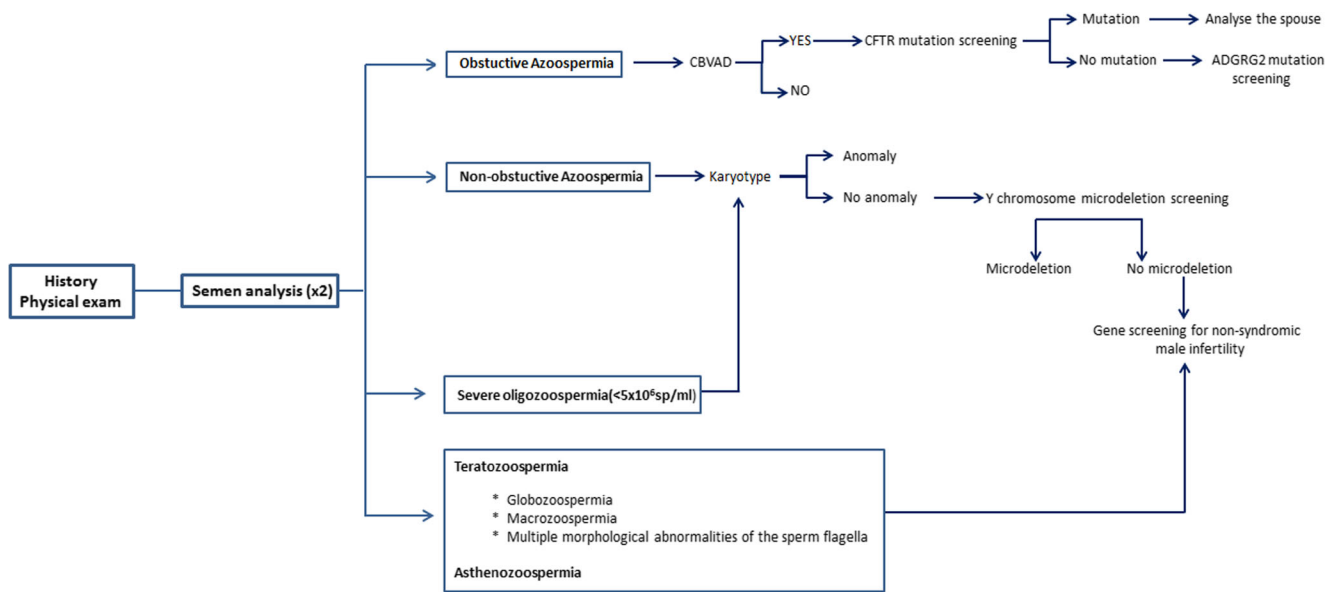 History
Physical exam
Semen analysis (x2)
Obstuctive Azoospermia
CBVAD
YES
NO
CFTR mutation screening
Mutation
Analyse the spouse
No mutation
ADGRG2 mutation
screening
Non-obstuctive Azoospermia
Karyotype
Anomaly
No anomaly
Y chromosome microdeletion screening
Microdeletion
No microdeletion
Gene screening for non-syndromic
male infertility
Severe oligozoospermia(<5x10⁶sp/ml)
Teratozoospermia
* Globozoospermia
* Macrozoospermia
* Multiple morphological abnormalities of the sperm flagella
Asthenozoospermia